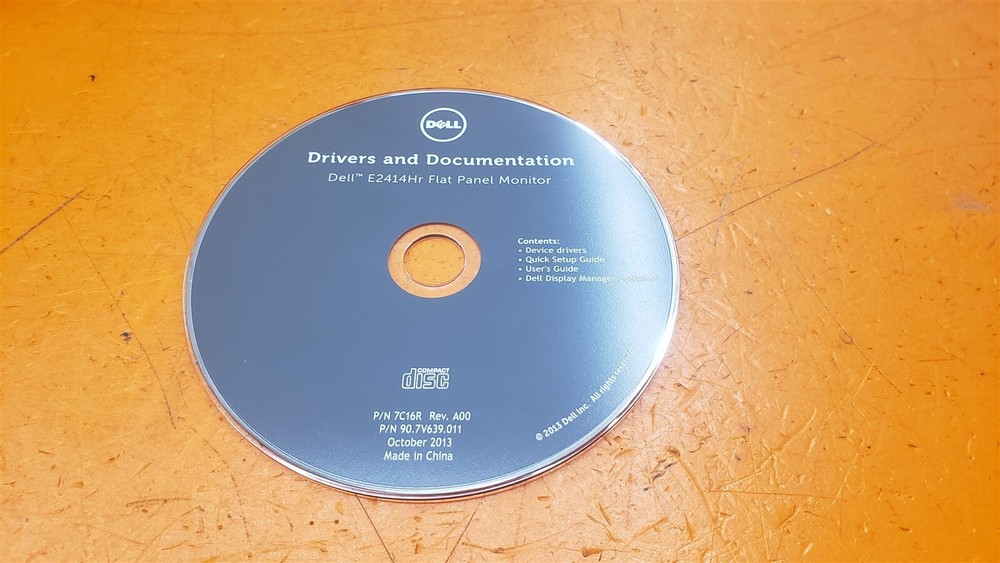 DELL
Drivers and Documentation
Dell™ E2414Hr Flat Panel Monitor
Contents:
• Device drivers
• Quick Setup Guide
• User's Guide
• Dell Display Manager Software
COMPACT
disc
P/N 7C16R Rev. A00
P/N 90.7V639.011
October 2013
Made in China
© 2013 Dell Inc. All rights reserved.